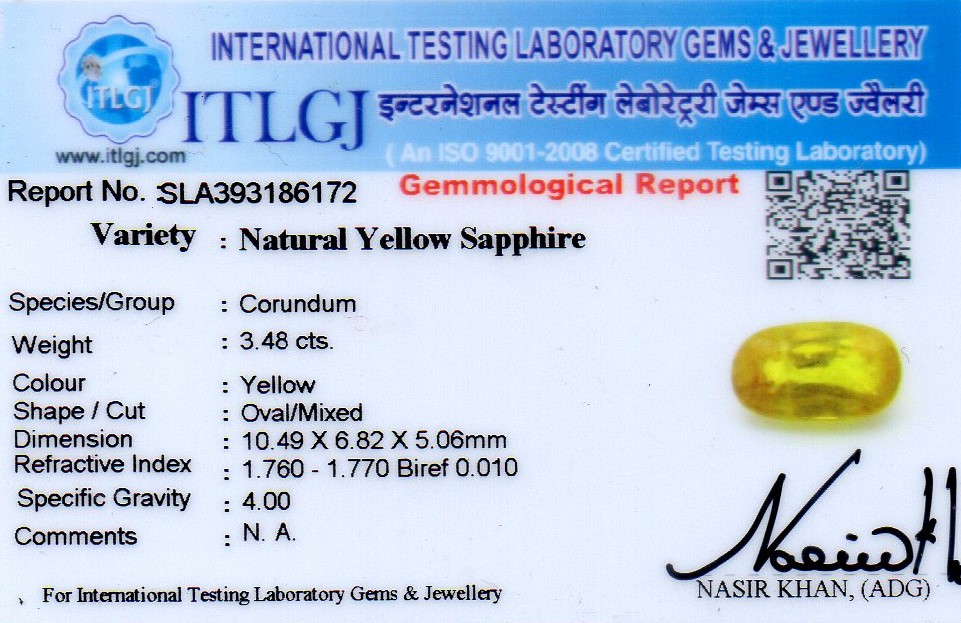 INTERNATIONAL TESTING LABORATORY GEMS & JEWELLERY
ITLGJ
ITLGJ इन्टरनेशनल टेस्टींग लेबोरेट्ररी जेम्स एण्ड ज्वैलरी
www.itlgj.com
( An ISO 9001-2008 Certified Testing Laboratory)
Report No. :SLA393186172
Gemmological Report
Variety : Natural Yellow Sapphire
Species/Group : Corundum
Weight : 3.48 cts.
Colour : Yellow
Shape / Cut : Oval/Mixed
Dimension : 10.49 X 6.82 X 5.06mm
Refractive Index : 1.760 - 1.770 Biref 0.010
Specific Gravity : 4.00
Comments : N. A.
NASIR KHAN, (ADG)
For International Testing Laboratory Gems & Jewellery